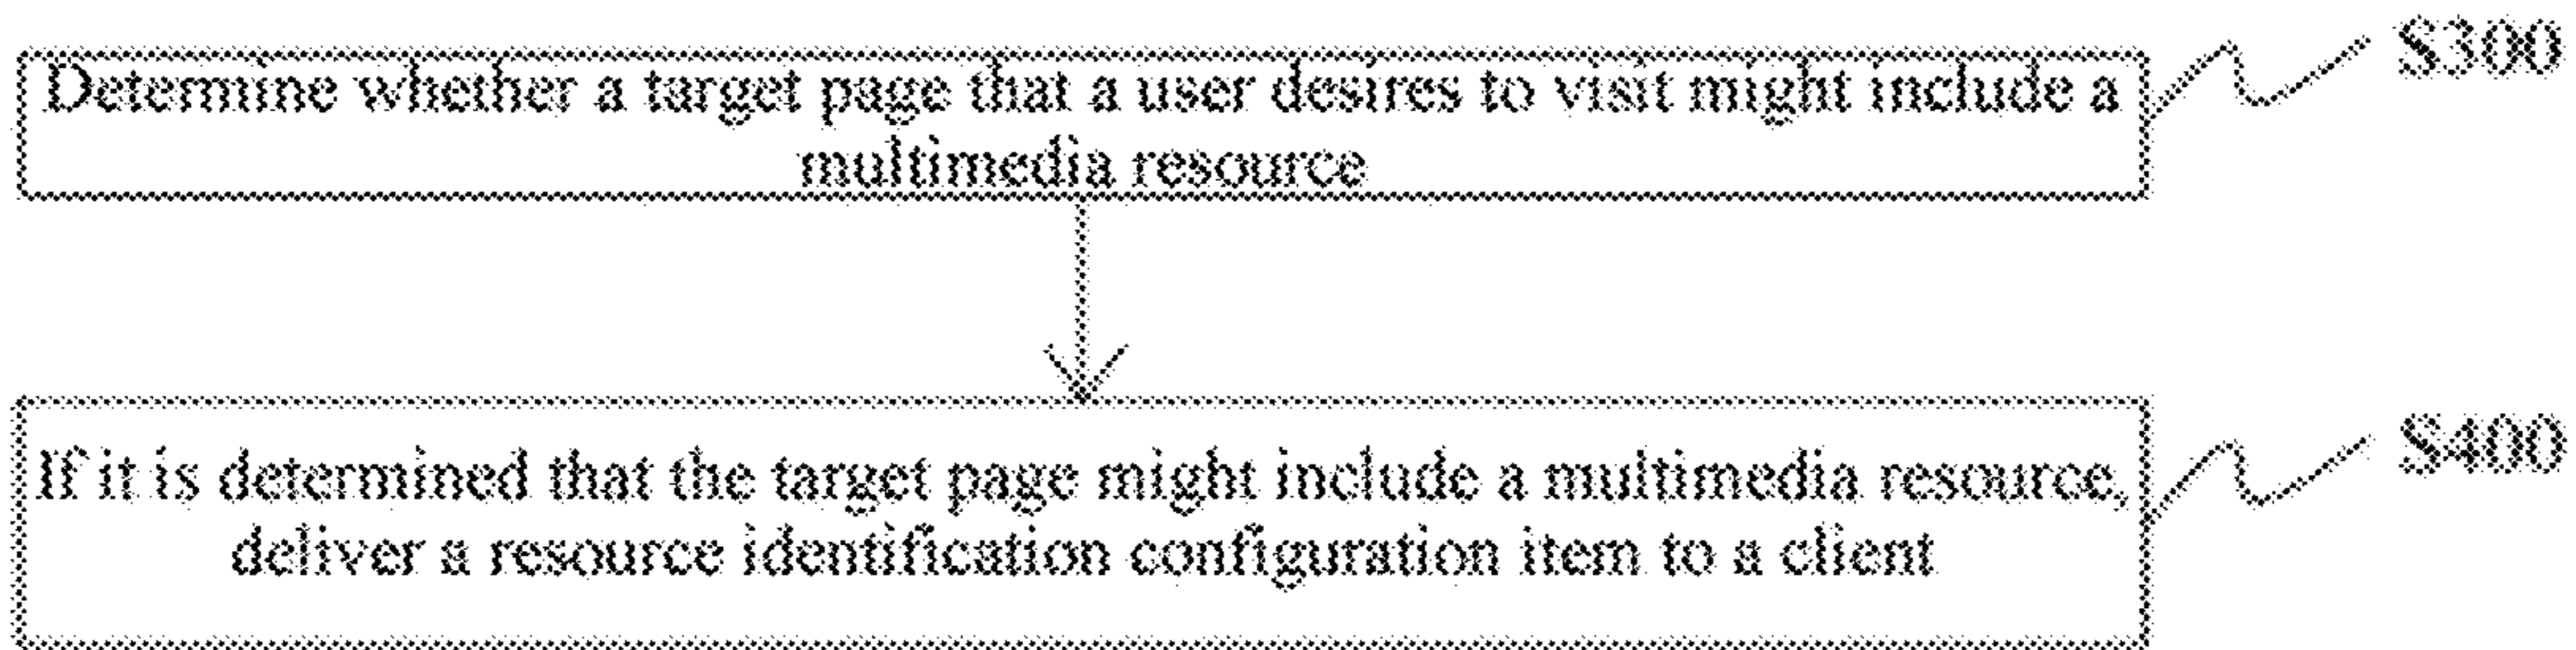 Determine whether a target page that a user desires to visit might include a
multimedia resource
S300
If it is determined that the target page might include a multimedia resource,
deliver a resource identification configuration item to a client
S400